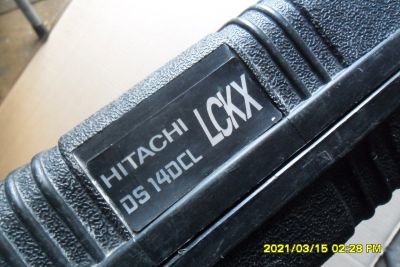 HITACHI
DS 14DCL
LCKX
2021/03/15 02:28 PM